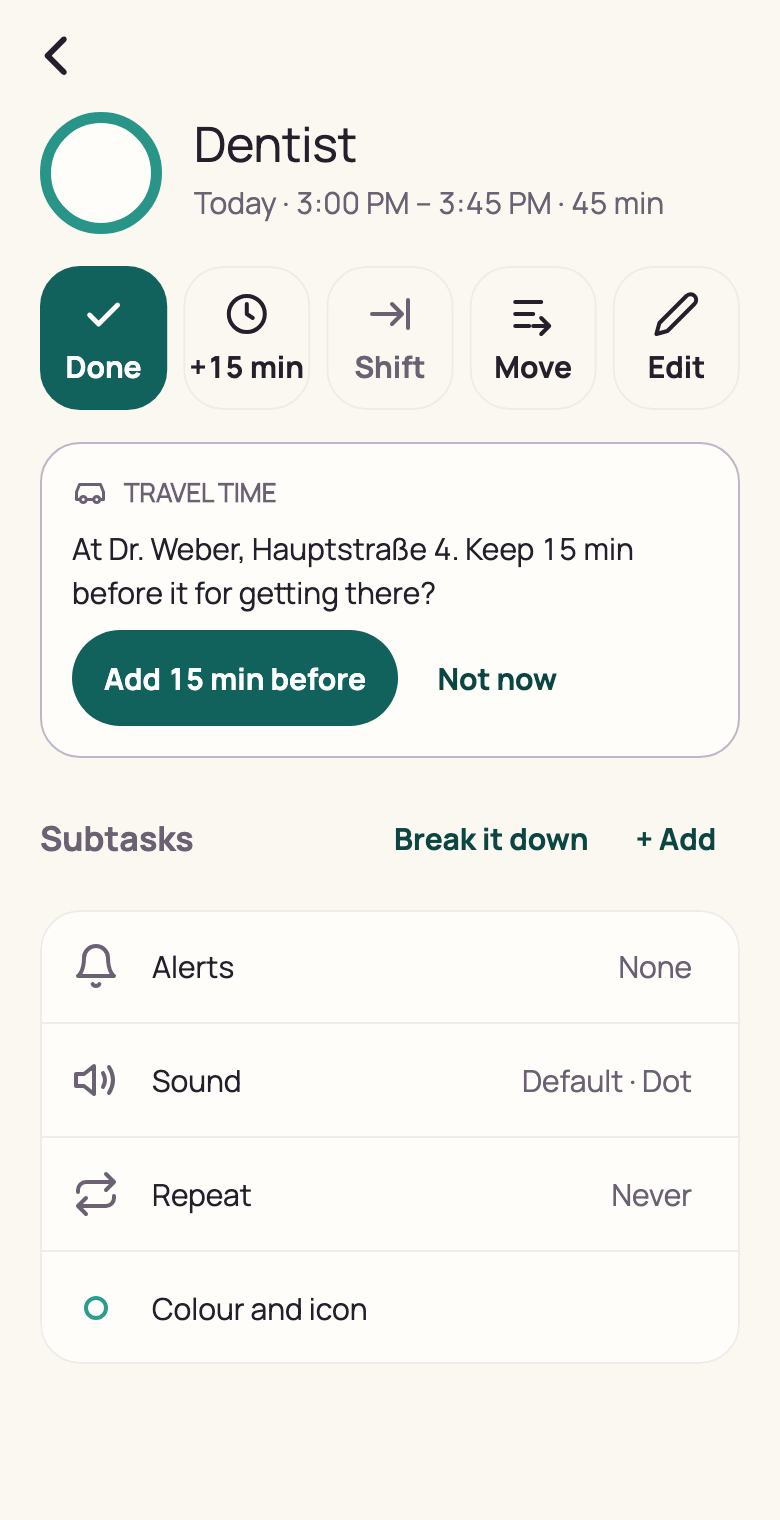 Dentist
Today · 3:00 PM – 3:45 PM · 45 min
Done
+15 min
Shift
Move
Edit
TRAVEL TIME
At Dr. Weber, Hauptstraße 4. Keep 15 min
before it for getting there?
Add 15 min before
Not now
Subtasks
Break it down
+ Add
Alerts
None
Sound
Default · Dot
Repeat
Never
Colour and icon